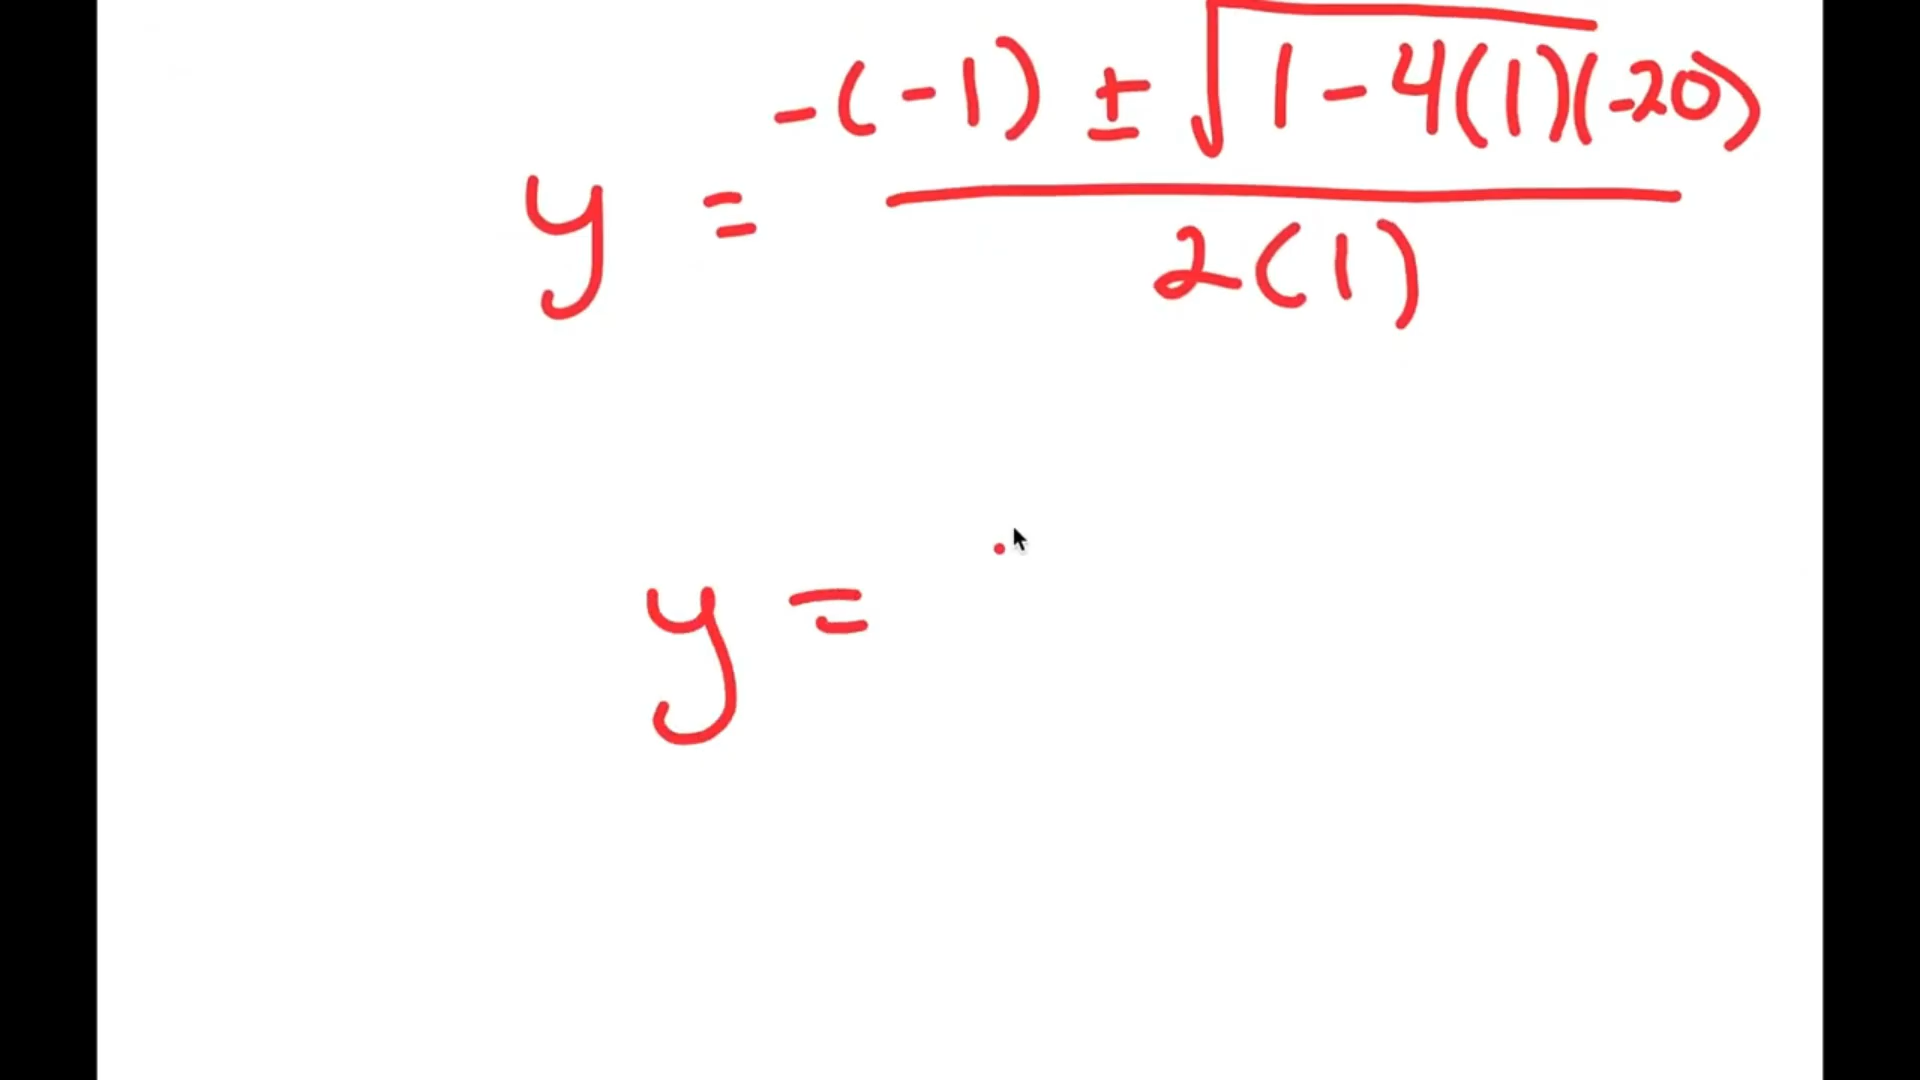 y = -(-1) ± √1-4(1)(-20) / 2(1)
y =